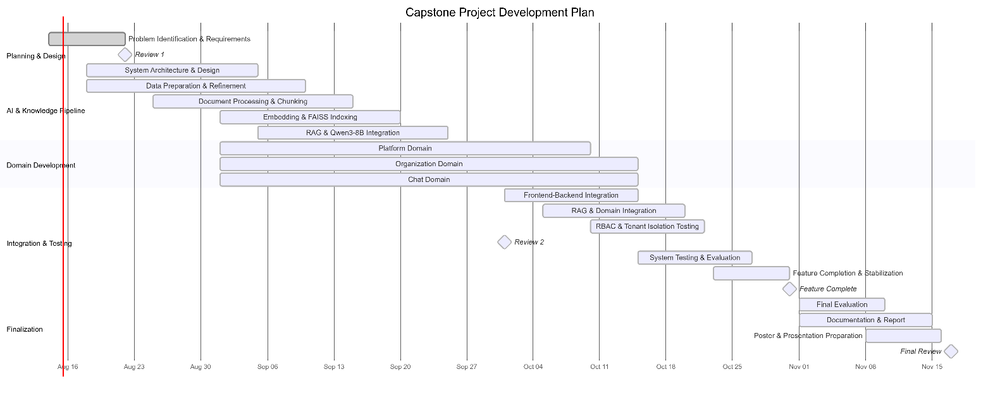 Capstone Project Development Plan
Problem Identification & Requirements
Planning & Design
Review 1
System Architecture & Design
Data Preparation & Refinement
Document Processing & Chunking
AI & Knowledge Pipeline
Embedding & FAISS Indexing
RAG & Qwen3-8B Integration
Platform Domain
Domain Development
Organization Domain
Chat Domain
Frontend-Backend Integration
RAG & Domain Integration
RBAC & Tenant Isolation Testing
Integration & Testing
Review 2
System Testing & Evaluation
Feature Completion & Stabilization
Feature Complete
Final Evaluation
Documentation & Report
Finalization
Poster & Presentation Preparation
Final Review
Aug 16 Aug 23 Aug 30 Sep 06 Sep 13 Sep 20 Sep 27 Oct 04 Oct 11 Oct 18 Oct 25 Nov 01 Nov 08 Nov 15